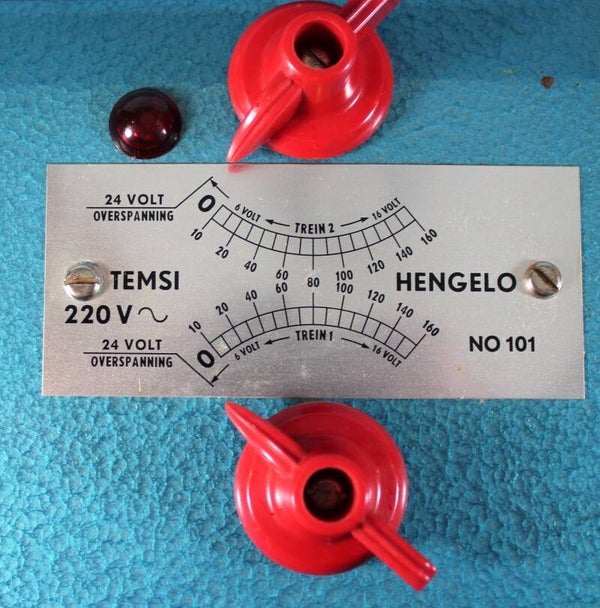 24 VOLT
OVERSPANNING
0
6 VOLT
TREIN 2
16 VOLT
10 20 40 60 80 100 120 140 160
TEMSI
HENGELO
220 V ~
10 20 40 60 100 120 140 160
24 VOLT
OVERSPANNING
0
6 VOLT
TREIN 1
16 VOLT
NO 101